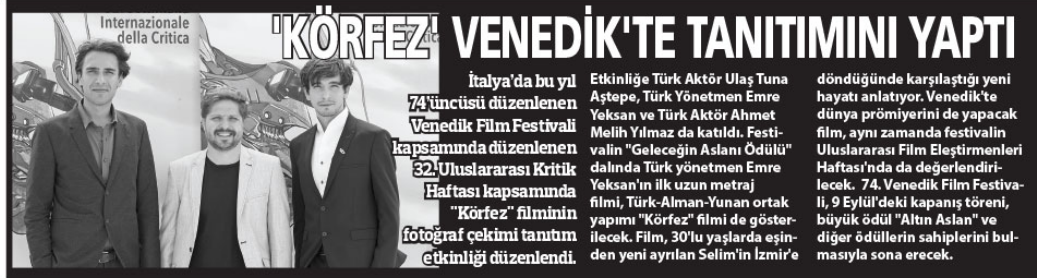 Internazionale
della Critica
'KÖRFEZ' VENEDİK'TE TANITIMINI YAPTI
İtalya'da bu yıl
74'üncüsü düzenlenen
Venedik Film Festivali
kapsamında düzenlenen
32. Uluslararası Kritik
Haftası kapsamında
"Körfez" filminin
fotoğraf çekimi tanıtım
etkinliği düzenlendi.
Etkinliğe Türk Aktör Ulaş Tuna
Aştepe, Türk Yönetmen Emre
Yeksan ve Türk Aktör Ahmet
Melih Yılmaz da katıldı. Festi-
valin "Geleceğin Aslanı Ödülü"
dalında Türk yönetmen Emre
Yeksan'ın ilk uzun metraj
filmi, Türk-Alman-Yunan ortak
yapımı "Körfez" filmi de göster-
ilecek. Film, 30'lu yaşlarda eşin-
den yeni ayrılan Selim'in İzmir'e
döndüğünde karşılaştığı yeni
hayatı anlatıyor. Venedik'te
dünya prömiyerini de yapacak
film, aynı zamanda festivalin
Uluslararası Film Eleştirmenleri
Haftası'nda da değerlendiri-
lecek. 74. Venedik Film Festiva-
li, 9 Eylül'deki kapanış töreni,
büyük ödül "Altın Aslan" ve
diğer ödüllerin sahiplerini bul-
masıyla sona erecek.